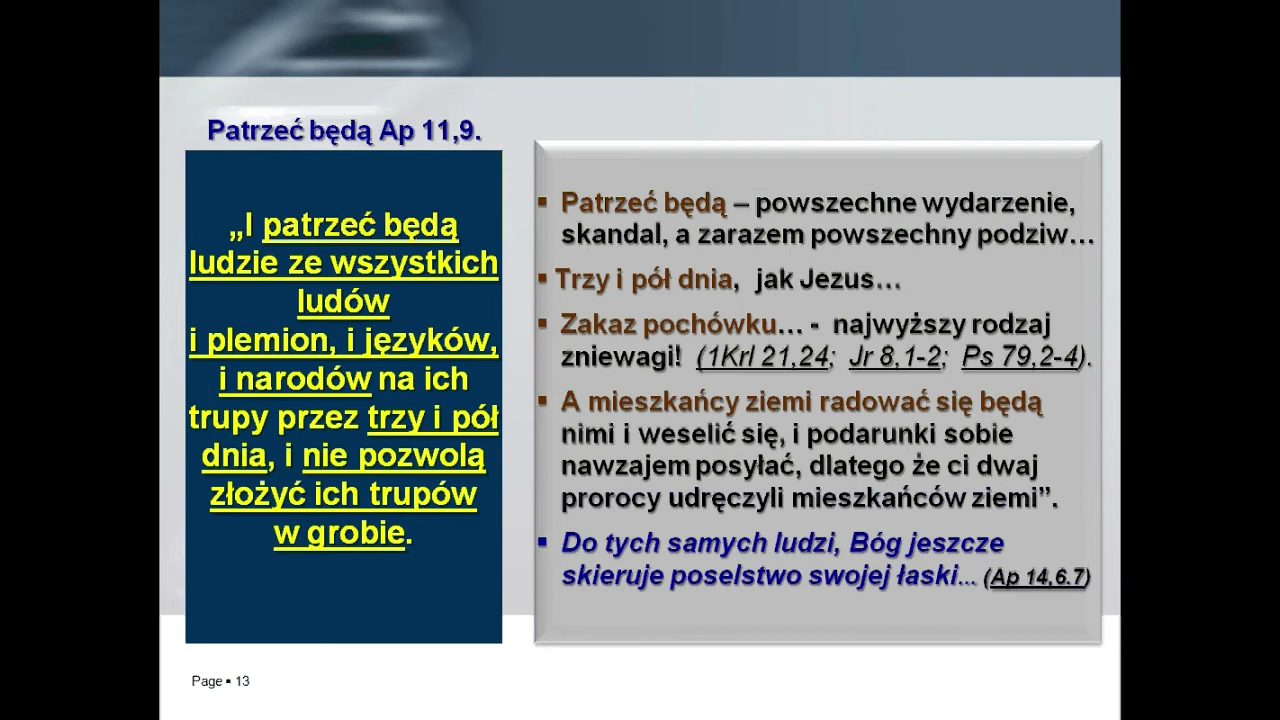 Patrzeć będą Ap 11,9.
„I patrzeć będą
ludzie ze wszystkich
ludów
i plemion, i języków,
i narodów na ich
trupy przez trzy i pół
dnia, i nie pozwolą
złożyć ich trupów
w grobie.
▪ Patrzeć będą – powszechne wydarzenie,
skandal, a zarazem powszechny podziw…
▪ Trzy i pół dnia, jak Jezus…
▪ Zakaz pochówku… - najwyższy rodzaj
zniewagi! (1Krl 21,24; Jr 8,1-2; Ps 79,2-4).
▪ A mieszkańcy ziemi radować się będą
nimi i weselić się, i podarunki sobie
nawzajem posyłać, dlatego że ci dwaj
prorocy udręczyli mieszkańców ziemi”.
▪ Do tych samych ludzi, Bóg jeszcze
skieruje poselstwo swojej łaski… (Ap 14,6.7)
Page ▪ 13